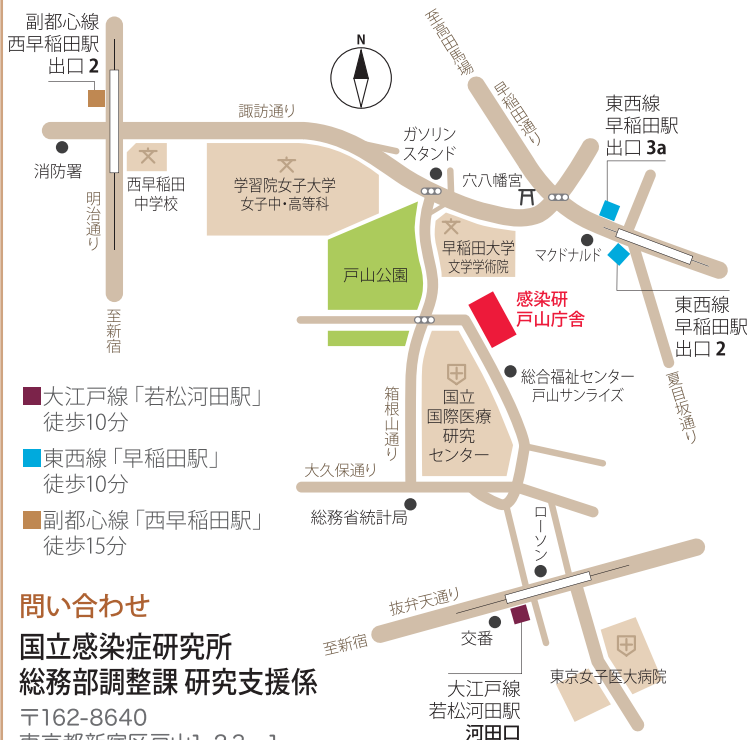 副都心線
西早稲田駅
出口 2
N
至高田馬場
早稲田通り
東西線
早稲田駅
出口 3a
諏訪通り
ガソリン
スタンド
穴八幡宮
消防署
西早稲田
中学校
明治通り
学習院女子大学
女子中・高等科
早稲田大学
文学学術院
マクドナルド
戸山公園
感染研
戸山庁舎
東西線
早稲田駅
出口 2
至新宿
総合福祉センター
戸山サンライズ
夏目坂通り
箱根山通り
国立
国際医療
研究
センター
大江戸線「若松河田駅」
徒歩10分
東西線「早稲田駅」
徒歩10分
副都心線「西早稲田駅」
徒歩15分
大久保通り
総務省統計局
ローソン
抜弁天通り
至新宿
交番
東京女子医大病院
大江戸線
若松河田駅
河田口
問い合わせ
国立感染症研究所
総務部調整課 研究支援係
〒162-8640